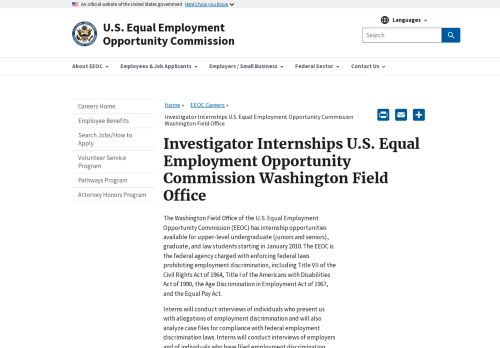 An official website of the United States government Here's how you know
U.S. Equal Employment
Opportunity Commission
Languages
Search
About EEOC
Employees & Job Applicants
Employers / Small Business
Federal Sector
Contact Us
Careers Home
Employee Benefits
Search Jobs/How to
Apply
Volunteer Service
Program
Pathways Program
Attorney Honors Program
Home » EEOC Careers »
Investigator Internships U.S. Equal Employment Opportunity Commission
Washington Field Office
Investigator Internships U.S. Equal
Employment Opportunity
Commission Washington Field
Office
The Washington Field Office of the U.S. Equal Employment
Opportunity Commission (EEOC) has internship opportunities
available for upper-level undergraduate (juniors and seniors),
graduate, and law students starting in January 2010. The EEOC is
the federal agency charged with enforcing federal laws
prohibiting employment discrimination, including Title VII of the
Civil Rights Act of 1964, Title I of the Americans with Disabilities
Act of 1990, the Age Discrimination in Employment Act of 1967,
and the Equal Pay Act.
Interns will conduct interviews of individuals who present us
with allegations of employment discrimination and will also
analyze case files for compliance with federal employment
discrimination laws. Interns will conduct interviews of employers
and of individuals who have filed employment discrimination